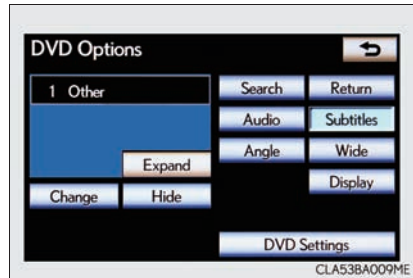 DVD Options
1 Other
Search
Return
Audio
Subtitles
Expand
Angle
Wide
Change
Hide
Display
DVD Settings
CLA53BA009ME